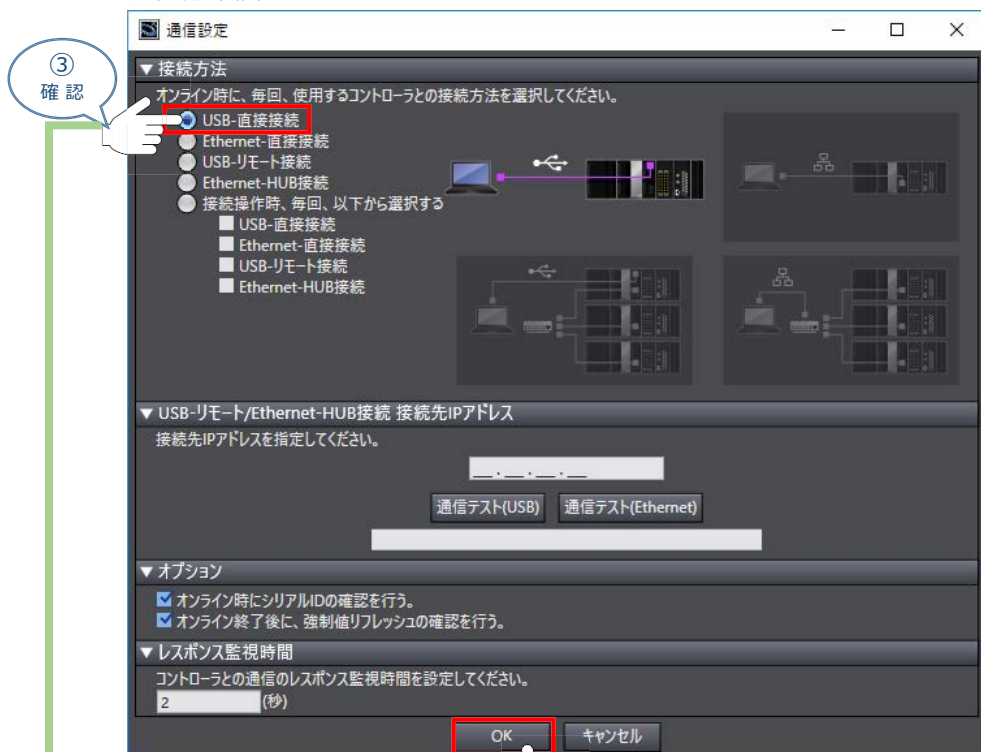 通信設定
③
確認
▼接続方法
オンライン時に、毎回、使用するコントローラとの接続方法を選択してください。
USB-直接接続
Ethernet-直接接続
USB-リモート接続
Ethernet-HUB接続
接続操作時、毎回、以下から選択する
USB-直接接続
Ethernet-直接接続
USB-リモート接続
Ethernet-HUB接続
▼USB-リモート/Ethernet-HUB接続 接続先IPアドレス
接続先IPアドレスを指定してください。
__.__.__.__
通信テスト(USB) 通信テスト(Ethernet)
▼オプション
オンライン時にシリアルIDの確認を行う。
オンライン終了後に、強制値リフレッシュの確認を行う。
▼レスポンス監視時間
コントローラとの通信のレスポンス監視時間を設定してください。
2 (秒)
OK キャンセル